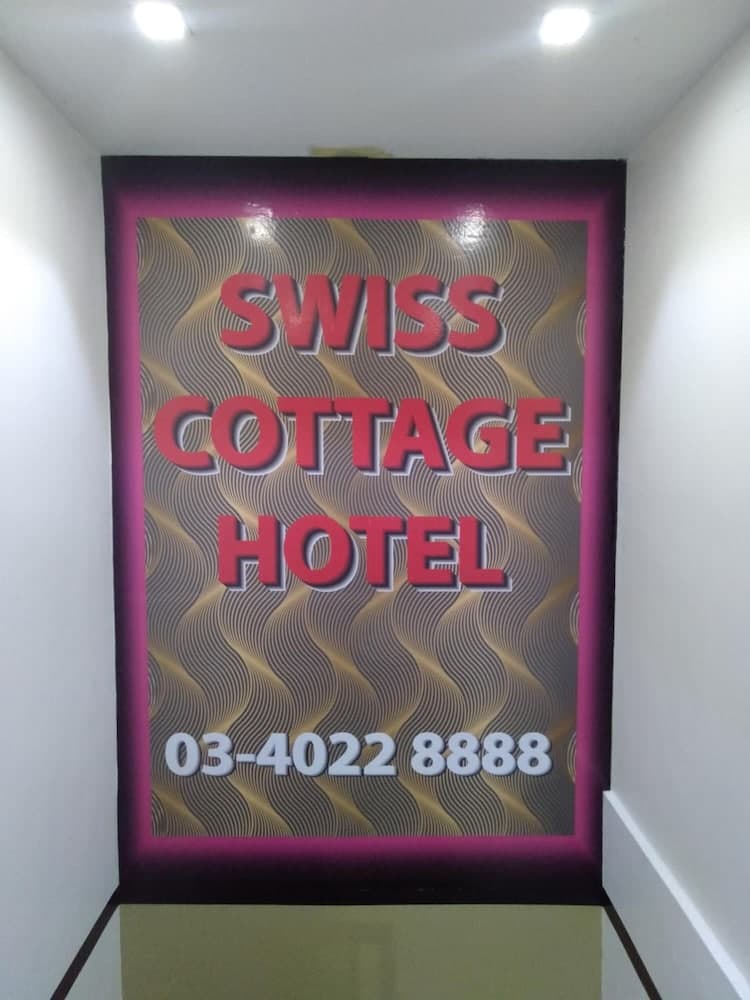 SWISS
COTTAGE
HOTEL
03-4022 8888